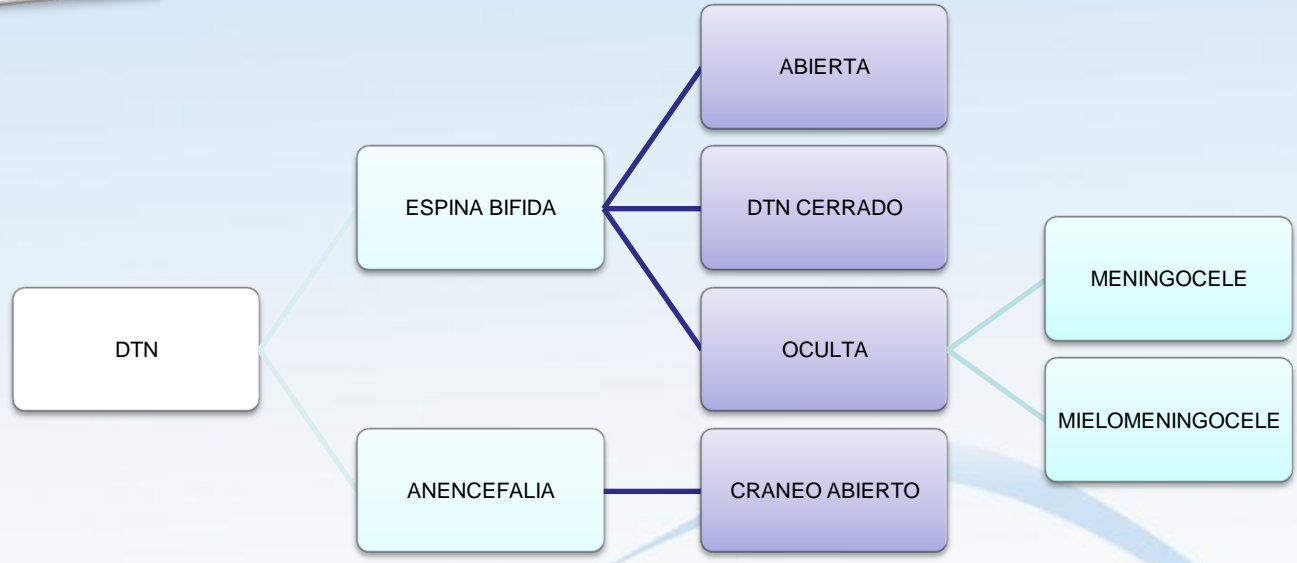 DTN
ESPINA BIFIDA
ABIERTA
DTN CERRADO
OCULTA
MENINGOCELE
MIELOMENINGOCELE
ANENCEFALIA
CRANEO ABIERTO